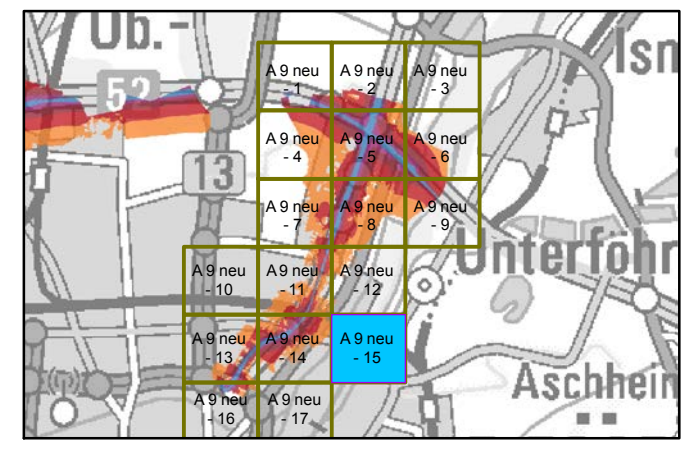 Ob.-
Isn
52
A 9 neu - 1
A 9 neu - 2
A 9 neu - 3
A 9 neu - 4
A 9 neu - 5
A 9 neu - 6
13
A 9 neu - 7
A 9 neu - 8
A 9 neu - 9
Unterföhr
A 9 neu - 10
A 9 neu - 11
A 9 neu - 12
A 9 neu - 13
A 9 neu - 14
A 9 neu - 15
Aschhein
A 9 neu - 16
A 9 neu - 17